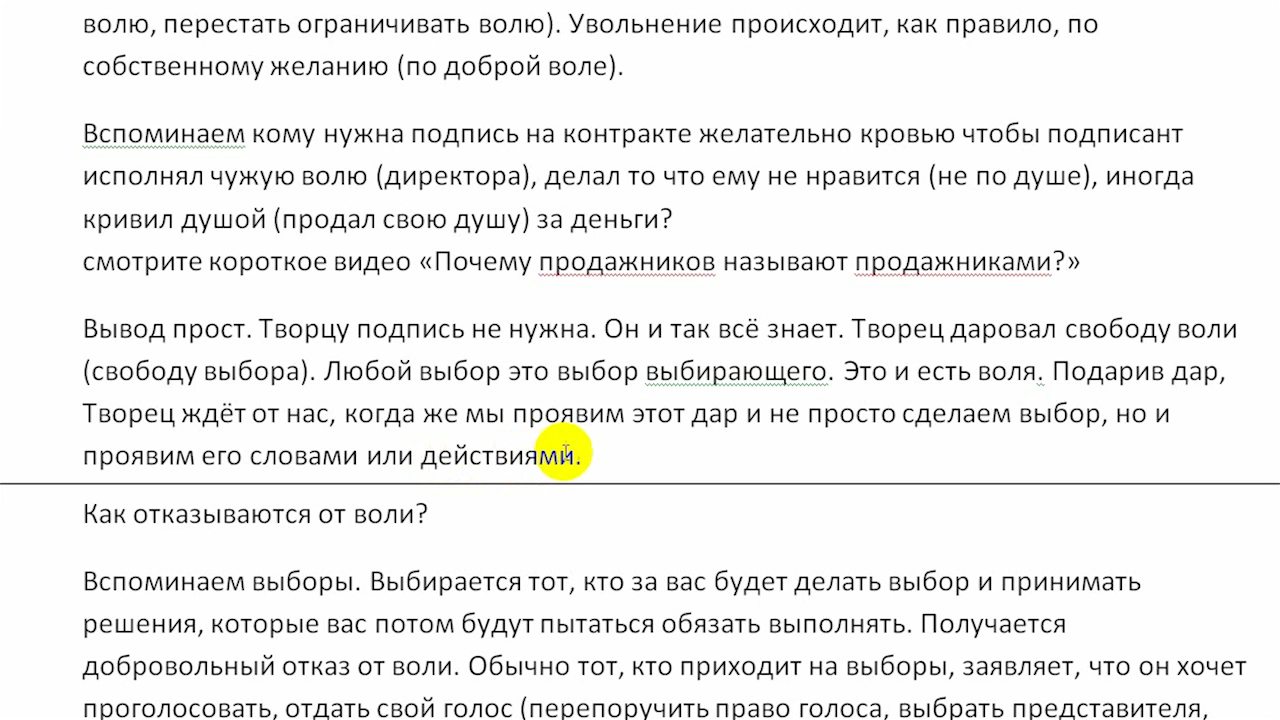 волю, перестать ограничивать волю). Увольнение происходит, как правило, по
собственному желанию (по доброй воле).
Вспоминаем кому нужна подпись на контракте желательно кровью чтобы подписант
исполнял чужую волю (директора), делал то что ему не нравится (не по душе), иногда
кривил душой (продал свою душу) за деньги?
смотрите короткое видео «Почему продажников называют продажниками?»
Вывод прост. Творцу подпись не нужна. Он и так всё знает. Творец даровал свободу воли
(свободу выбора). Любой выбор это выбор выбирающего. Это и есть воля. Подарив дар,
Творец ждёт от нас, когда же мы проявим этот дар и не просто сделаем выбор, но и
проявим его словами или действиями.
Как отказываются от воли?
Вспоминаем выборы. Выбирается тот, кто за вас будет делать выбор и принимать
решения, которые вас потом будут пытаться обязать выполнять. Получается
добровольный отказ от воли. Обычно тот, кто приходит на выборы, заявляет, что он хочет
проголосовать, отдать свой голос (перепоручить право голоса, выбрать представителя,